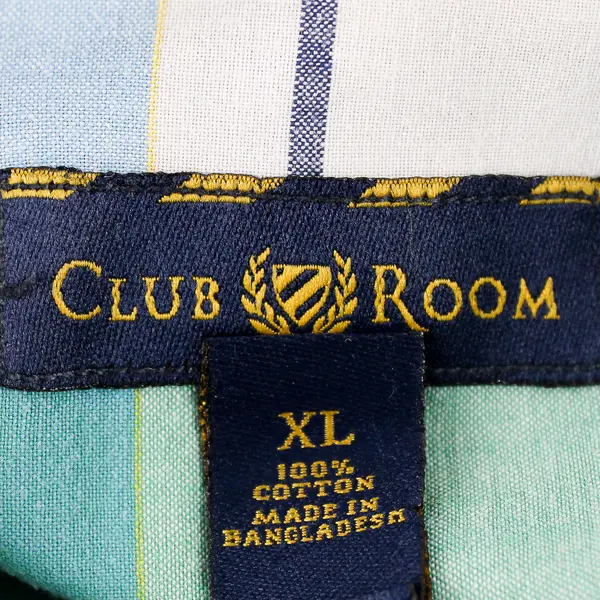 CLUB ROOM
XL
100%
COTTON
MADE IN
BANGLADESH